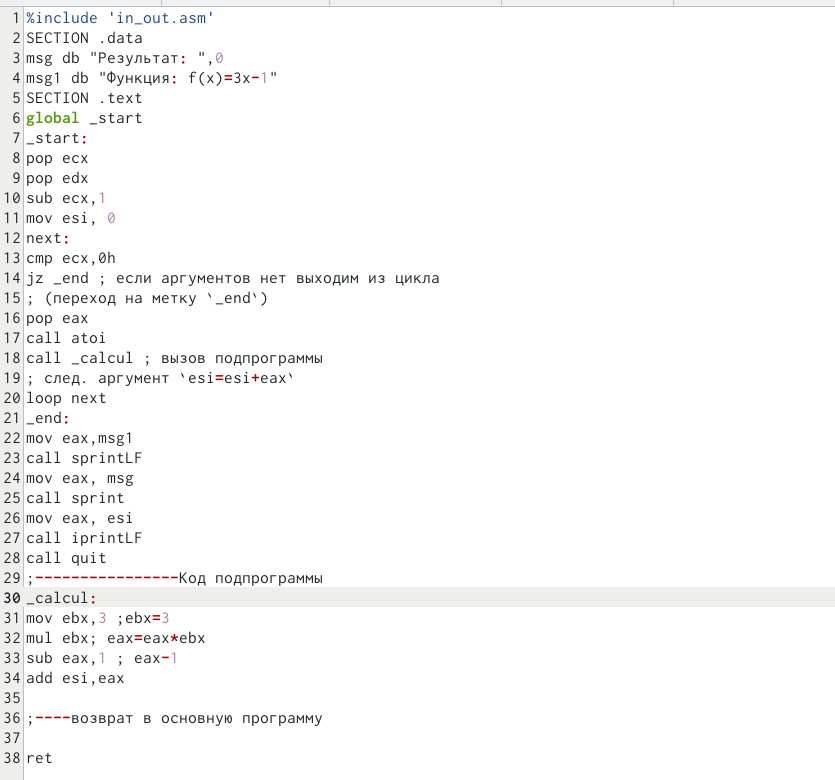 1 %include 'in_out.asm'
2 SECTION .data
3 msg db "Результат: ",0
4 msg1 db "Функция: f(x)=3x-1"
5 SECTION .text
6 global _start
7 _start:
8 pop ecx
9 pop edx
10 sub ecx,1
11 mov esi, 0
12 next:
13 cmp ecx,0h
14 jz _end ; если аргументов нет выходим из цикла
15 ; (переход на метку `_end`)
16 pop eax
17 call atoi
18 call _calcul ; вызов подпрограммы
19 ; след. аргумент `esi=esi+eax`
20 loop next
21 _end:
22 mov eax,msg1
23 call sprintLF
24 mov eax, msg
25 call sprint
26 mov eax, esi
27 call iprintLF
28 call quit
29 ;----------------Код подпрограммы
30 _calcul:
31 mov ebx,3 ;ebx=3
32 mul ebx; eax=eax*ebx
33 sub eax,1 ; eax-1
34 add esi,eax
35
36 ;----возврат в основную программу
37
38 ret